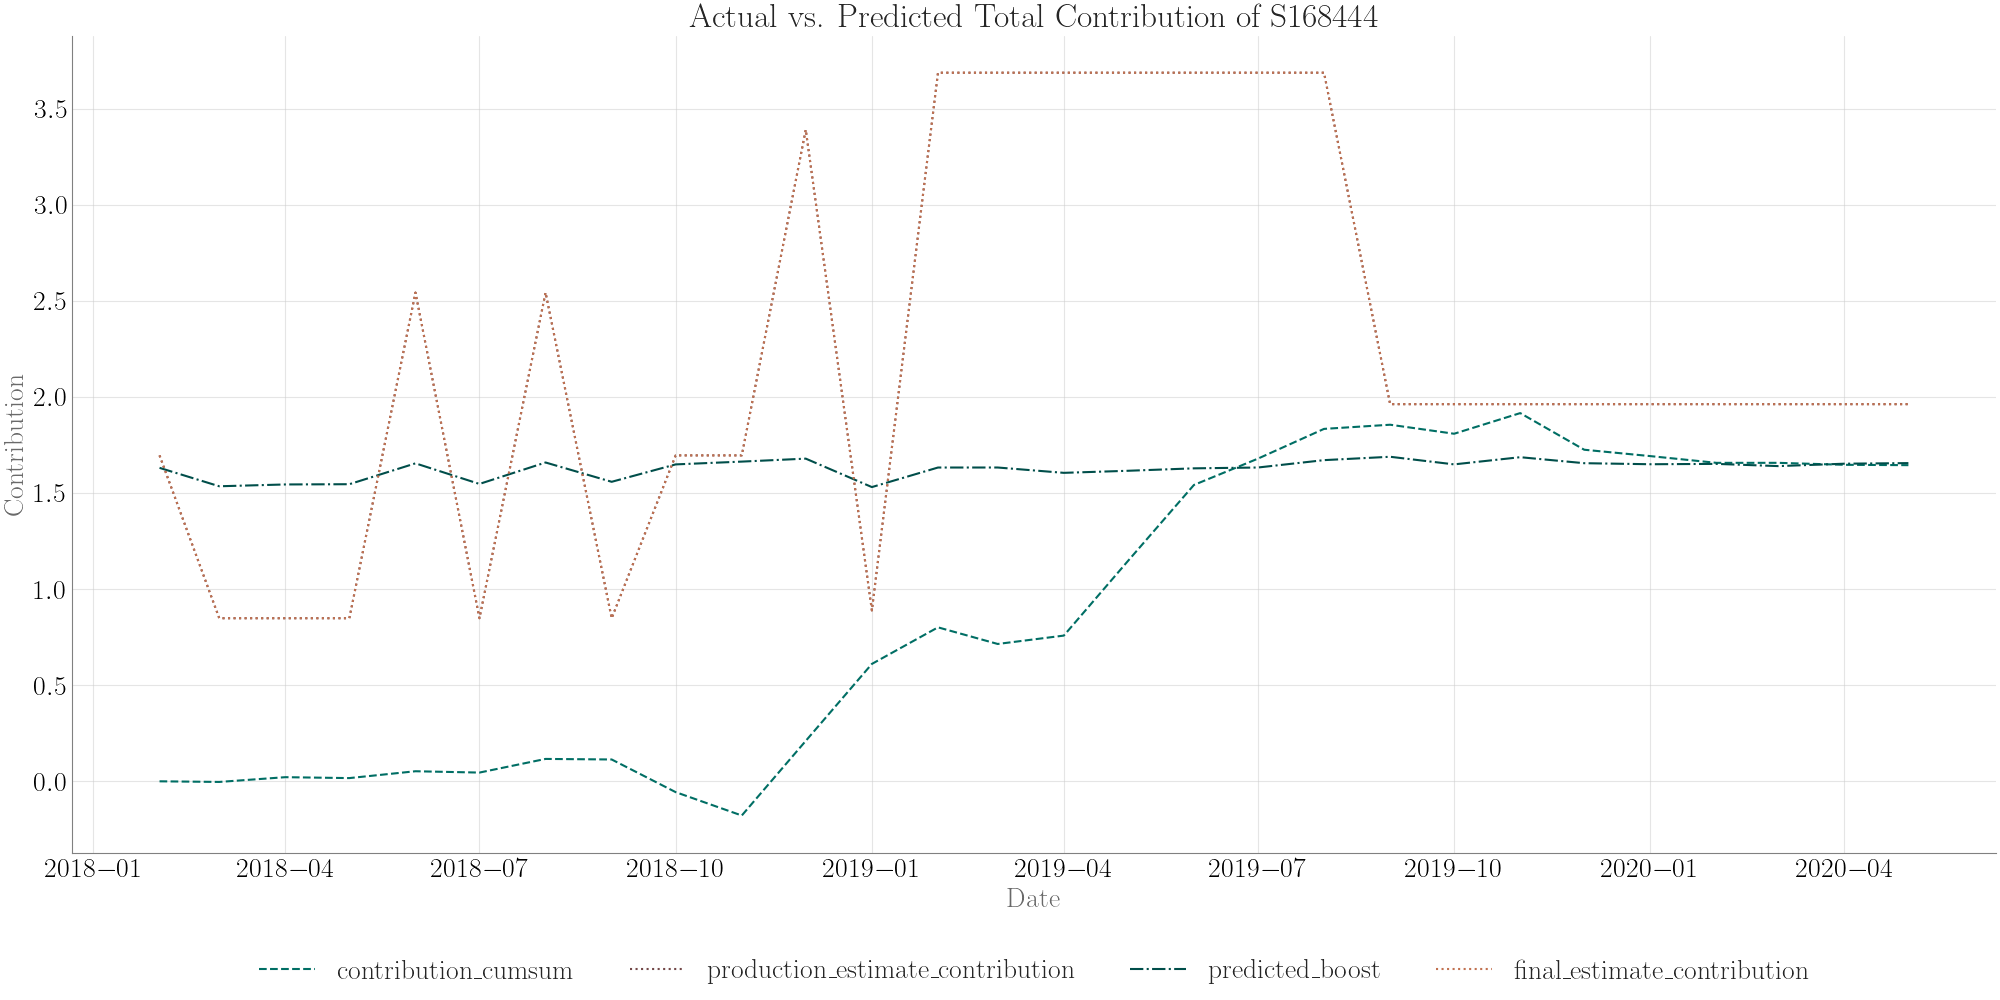 Actual vs. Predicted Total Contribution of S168444
Contribution
3.5
3.0
2.5
2.0
1.5
1.0
0.5
0.0
2018−01 2018−04 2018−07 2018−10 2019−01 2019−04 2019−07 2019−10 2020−01 2020−04
Date
contribution_cumsum production_estimate_contribution predicted_boost final_estimate_contribution